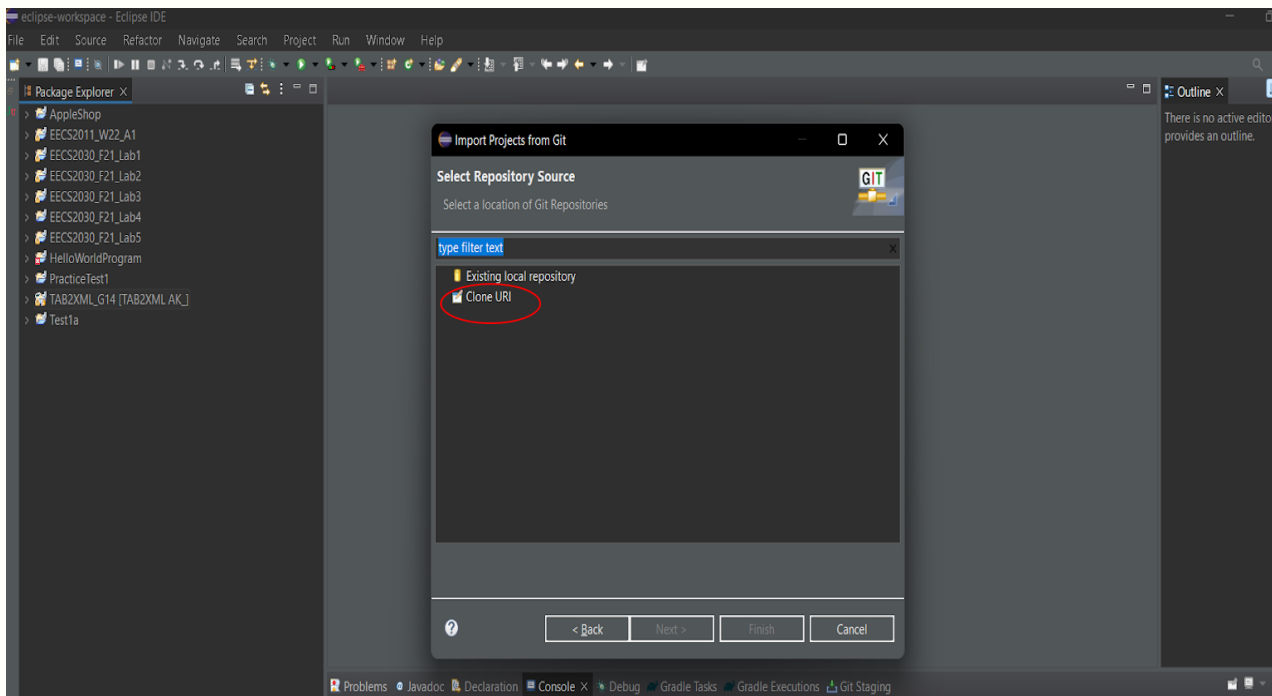 eclipse-workspace - Eclipse IDE
File Edit Source Refactor Navigate Search Project Run Window Help
Package Explorer
AppleShop
EECS2011_W22_A1
EECS2030_F21_Lab1
EECS2030_F21_Lab2
EECS2030_F21_Lab3
EECS2030_F21_Lab4
EECS2030_F21_Lab5
HelloWorldProgram
PracticeTest1
TAB2XML_G14 [TAB2XML AK_]
Test1a
Import Projects from Git
Select Repository Source
Select a location of Git Repositories
GIT
type filter text
Existing local repository
Clone URI
? < Back Next > Finish Cancel
Outline
There is no active edito
provides an outline.
Problems Javadoc Declaration Console Debug Gradle Tasks Gradle Executions Git Staging